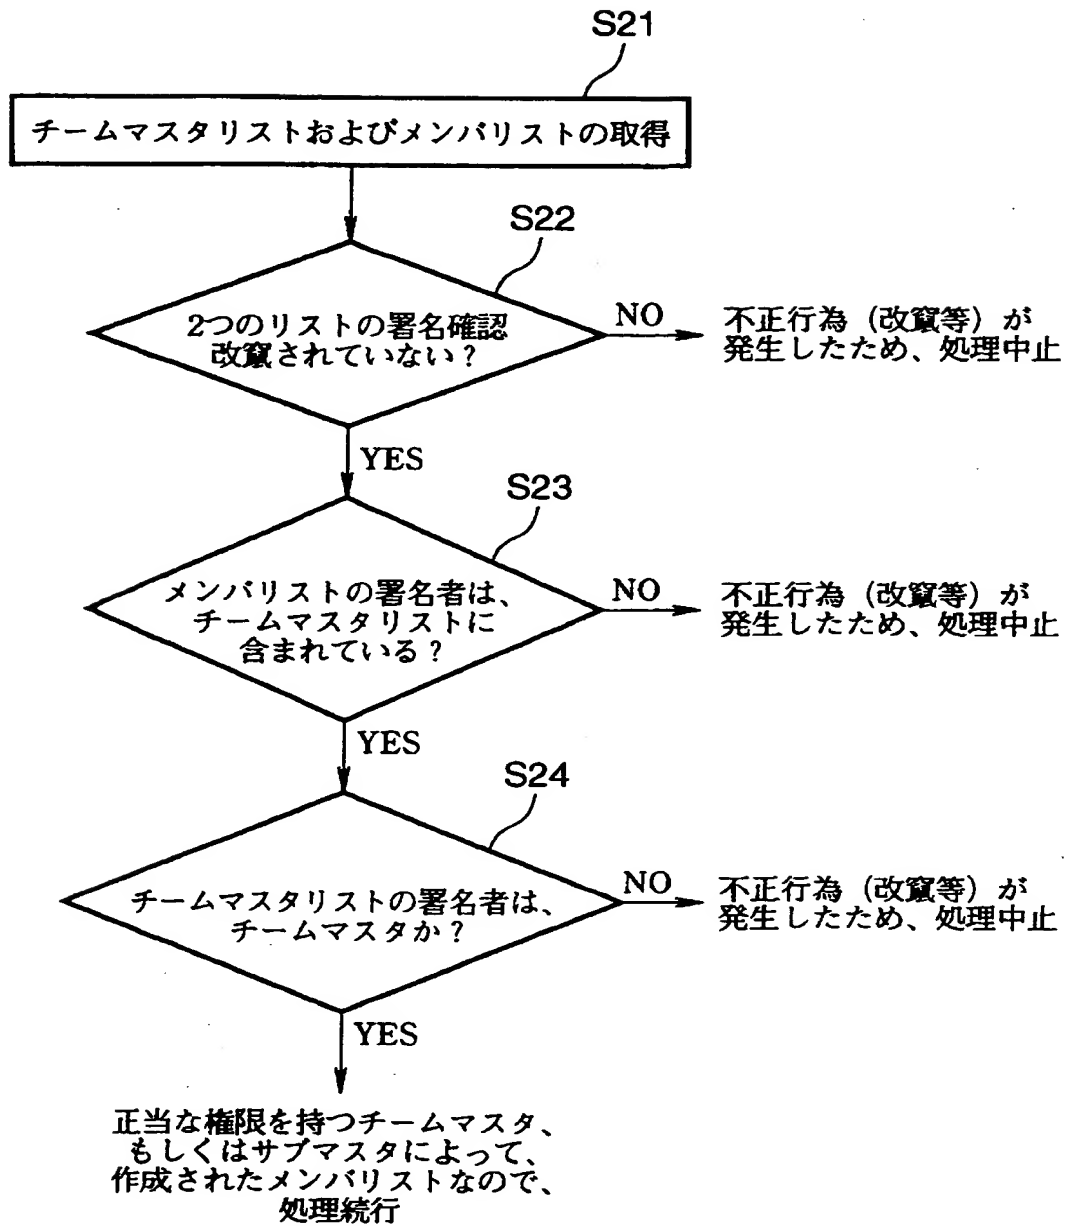 S21
チームマスタリストおよびメンバリストの取得
S22
2つのリストの署名確認
改竄されていない？
NO
不正行為（改竄等）が
発生したため、処理中止
YES
S23
メンバリストの署名者は、
チームマスタリストに
含まれている？
NO
不正行為（改竄等）が
発生したため、処理中止
YES
S24
チームマスタリストの署名者は、
チームマスタか？
NO
不正行為（改竄等）が
発生したため、処理中止
YES
正当な権限を持つチームマスタ、
もしくはサブマスタによって、
作成されたメンバリストなので、
処理続行